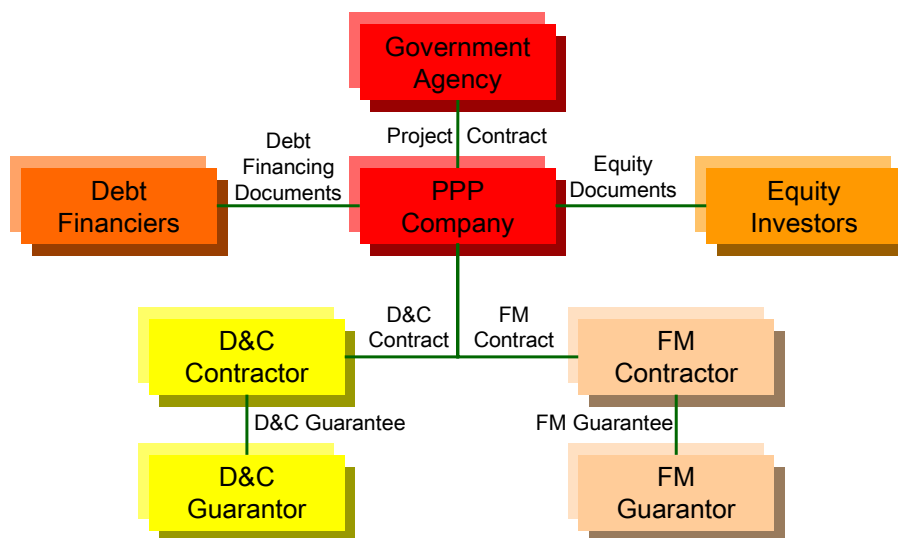 Government
Agency
Project Contract
Debt
Financing
Documents
Equity
Documents
Debt
Financiers
PPP
Company
Equity
Investors
D&C
Contract
FM
Contract
D&C
Contractor
FM
Contractor
D&C Guarantee
FM Guarantee
D&C
Guarantor
FM
Guarantor